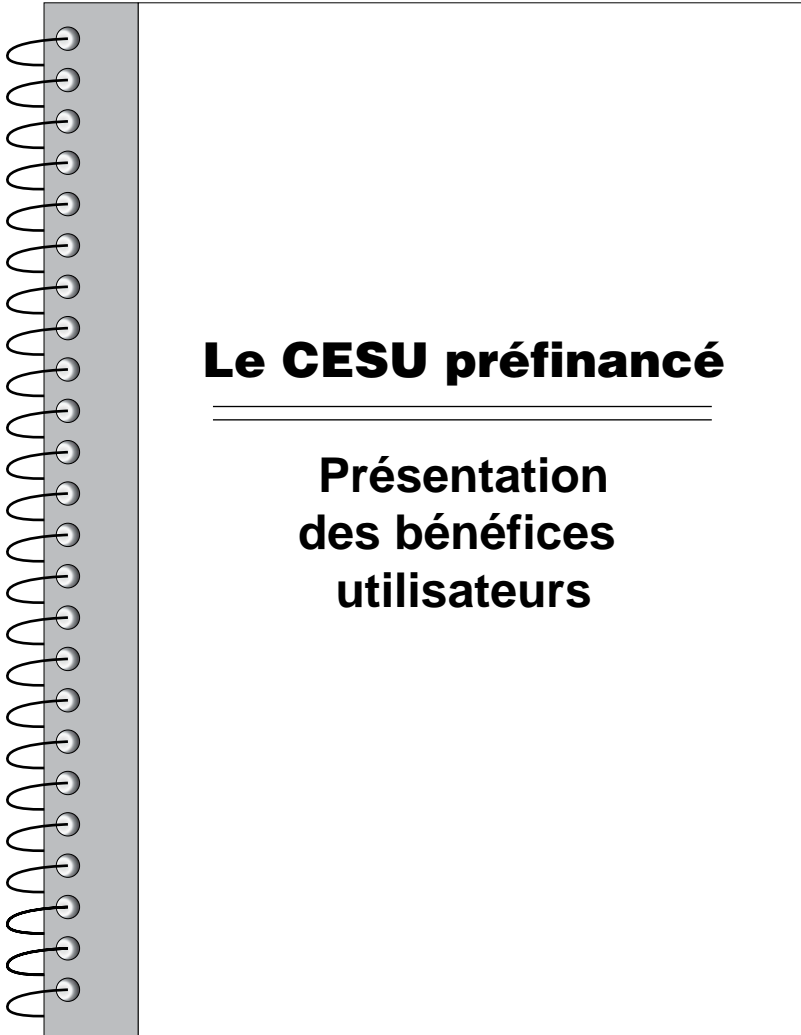 Le CESU préfinancé
Présentation
des bénéfices
utilisateurs